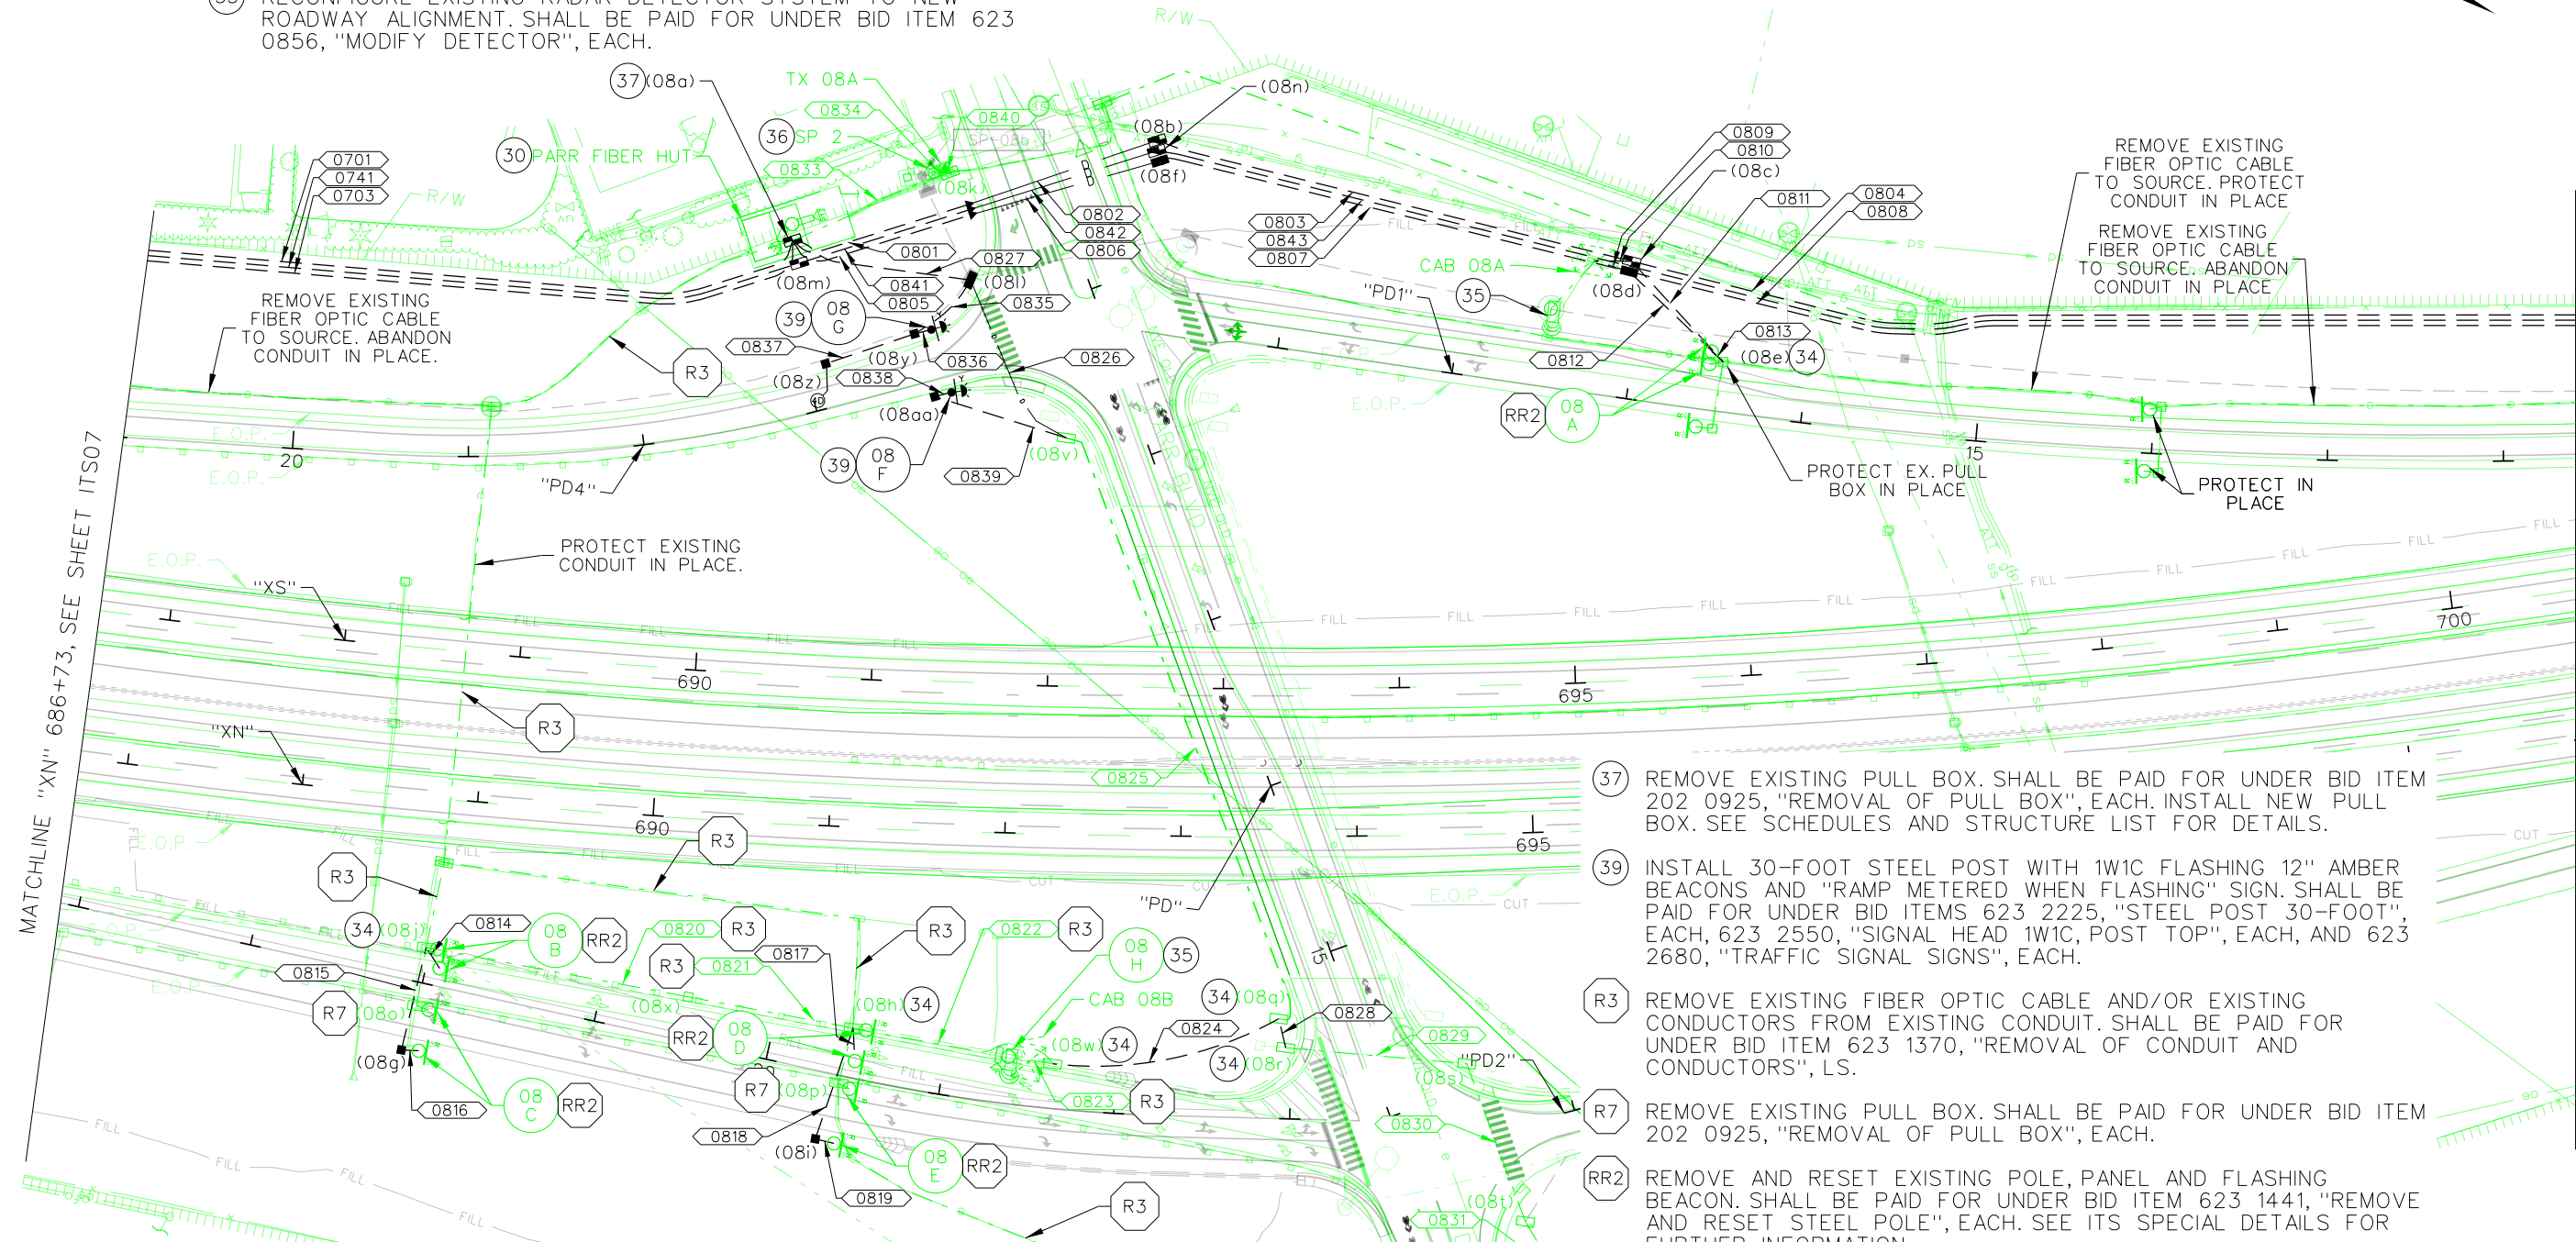 ROADWAY ALIGNMENT. SHALL BE PAID FOR UNDER BID ITEM 623
0856, "MODIFY DETECTOR", EACH.
R/W
37 (08a)
TX 08A
0834
36 SP 2
0840
SP-08b
(08b)
(08n)
30 PARR FIBER HUT
0833
(08k)
(08f)
0701
0741
0703
R/W
0809
0810
(08c)
0811
0804
0808
REMOVE EXISTING
FIBER OPTIC CABLE
TO SOURCE. PROTECT
CONDUIT IN PLACE
REMOVE EXISTING
FIBER OPTIC CABLE
TO SOURCE. ABANDON
CONDUIT IN PLACE
0802
0842
0806
0803
0843
0807
0801
0827
(08l)
0841
0805
0835
(08m)
CAB 08A
35
(08d)
"PD1"
REMOVE EXISTING
FIBER OPTIC CABLE
TO SOURCE. ABANDON
CONDUIT IN PLACE.
39
08
G
0837
(08y)
0836
0826
0812
0813
(08e) 34
R3
(08z)
0838
(08aa)
E.O.P.
RR2
08
A
E.O.P.
20
"PD4"
E.O.P.
39
08
F
0839
(08v)
PARR BLVD
15
PROTECT EX. PULL
BOX IN PLACE
PROTECT IN
PLACE
MATCHLINE "XN" 686+73, SEE SHEET ITS07
PROTECT EXISTING
CONDUIT IN PLACE.
E.O.P.
"XS"
FILL
FILL
FILL
FILL
690
695
700
R3
"XN"
0825
690
695
"PD"
E.O.P.
CUT
CUT
R3
R3
34 (08j)
0814
08
B
RR2
0820
R3
R3
0821
0817
R3
0822
R3
08
H
35
0815
R7
(08o)
(08x)
(08h) 34
CAB 08B
34 (08q)
0828
RR2
08
D
(08w) 34
0824
34 (08r)
0829
"PD2"
(08s)
(08g)
R7
(08p)
0816
08
C
RR2
0823
R3
0818
(08i)
08
E
RR2
0830
0819
R3
(08t)
0831
15
FILL
FILL
FILL
FILL
37 REMOVE EXISTING PULL BOX. SHALL BE PAID FOR UNDER BID ITEM
202 0925, "REMOVAL OF PULL BOX", EACH. INSTALL NEW PULL
BOX. SEE SCHEDULES AND STRUCTURE LIST FOR DETAILS.
39 INSTALL 30-FOOT STEEL POST WITH 1W1C FLASHING 12" AMBER
BEACONS AND "RAMP METERED WHEN FLASHING" SIGN. SHALL BE
PAID FOR UNDER BID ITEMS 623 2225, "STEEL POST 30-FOOT",
EACH, 623 2550, "SIGNAL HEAD 1W1C, POST TOP", EACH, AND 623
2680, "TRAFFIC SIGNAL SIGNS", EACH.
R3 REMOVE EXISTING FIBER OPTIC CABLE AND/OR EXISTING
CONDUCTORS FROM EXISTING CONDUIT. SHALL BE PAID FOR
UNDER BID ITEM 623 1370, "REMOVAL OF CONDUIT AND
CONDUCTORS", LS.
R7 REMOVE EXISTING PULL BOX. SHALL BE PAID FOR UNDER BID ITEM
202 0925, "REMOVAL OF PULL BOX", EACH.
RR2 REMOVE AND RESET EXISTING POLE, PANEL AND FLASHING
BEACON. SHALL BE PAID FOR UNDER BID ITEM 623 1441, "REMOVE
AND RESET STEEL POLE", EACH. SEE ITS SPECIAL DETAILS FOR